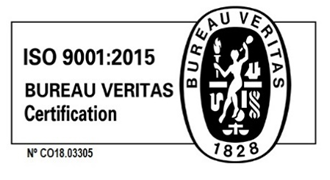 ISO 9001:2015
BUREAU VERITAS
Certification
Nº CO18.03305
BUREAU VERITAS
1828